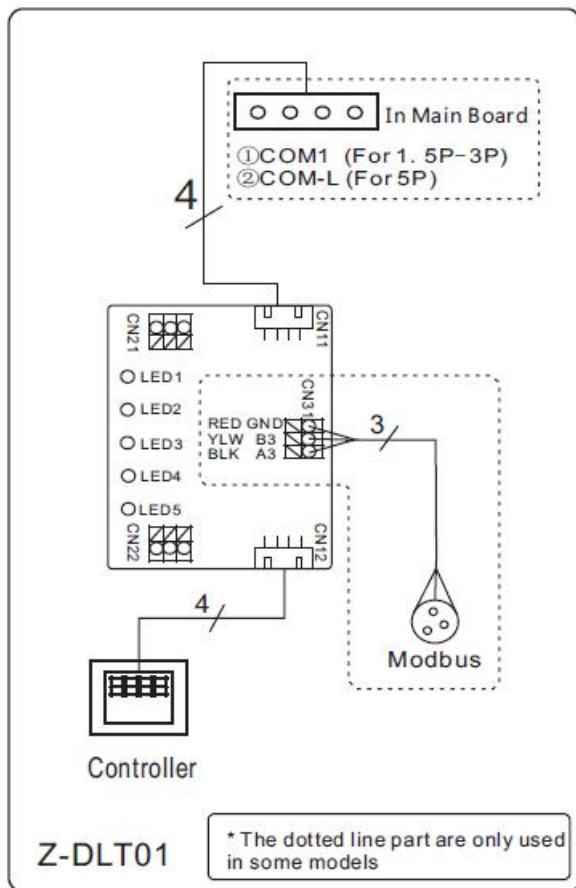 In Main Board
①COM1 (For 1. 5P-3P)
②COM-L (For 5P)
4
CN21
CN11
LED1
LED2
LED3
LED4
LED5
CN31
RED GND
YLW B3
BLK A3
3
CN22
CN12
4
Modbus
Controller
Z-DLT01
* The dotted line part are only used
in some models